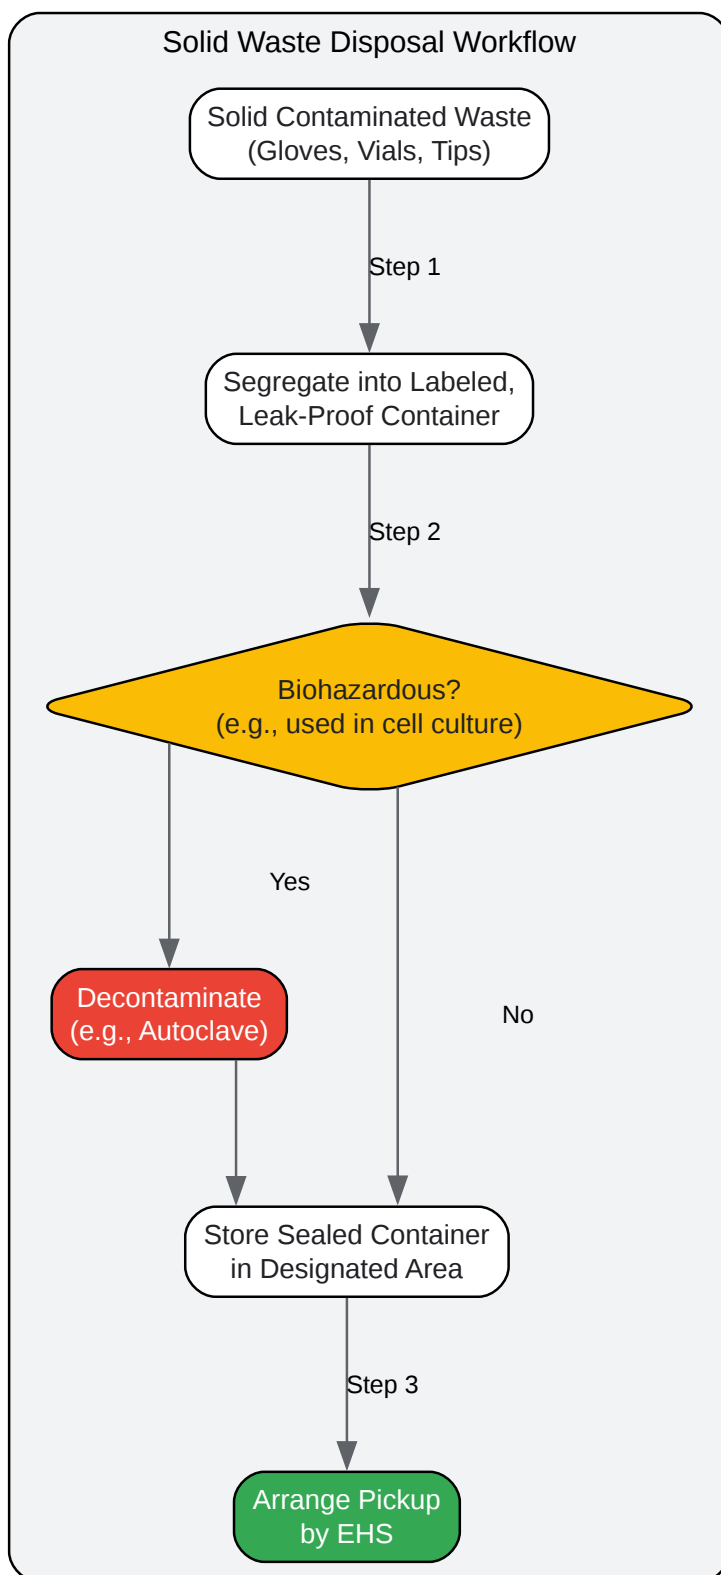 Solid Waste Disposal Workflow
Solid Contaminated Waste
(Gloves, Vials, Tips)
Step 1
Segregate into Labeled,
Leak-Proof Container
Step 2
Biohazardous?
(e.g., used in cell culture)
Yes
Decontaminate
(e.g., Autoclave)
No
Store Sealed Container
in Designated Area
Step 3
Arrange Pickup
by EHS